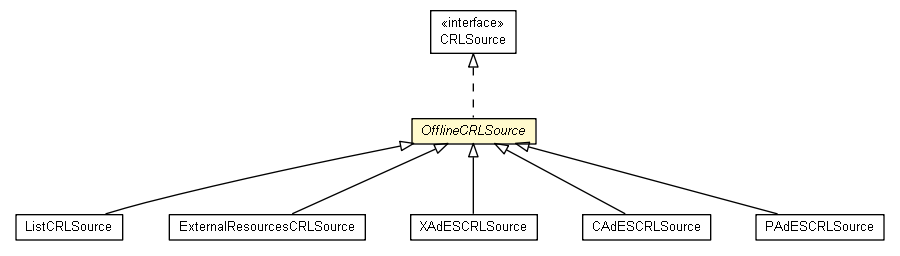 «interface»
CRLSource
OfflineCRLSource
ListCRLSource
ExternalResourcesCRLSource
XAdESCRLSource
CAdESCRLSource
PAdESCRLSource